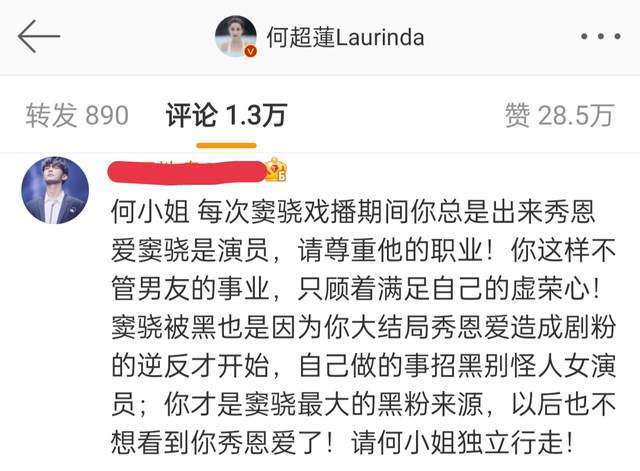 何超蓮Laurinda
转发 890 评论 1.3万 赞 28.5万
何小姐 每次窦骁戏播期间你总是出来秀恩
爱窦骁是演员，请尊重他的职业！你这样不
管男友的事业，只顾着满足自己的虚荣心！
窦骁被黑也是因为你大结局秀恩爱造成剧粉
的逆反才开始，自己做的事招黑别怪人女演
员；你才是窦骁最大的黑粉来源，以后也不
想看到你秀恩爱了！请何小姐独立行走！